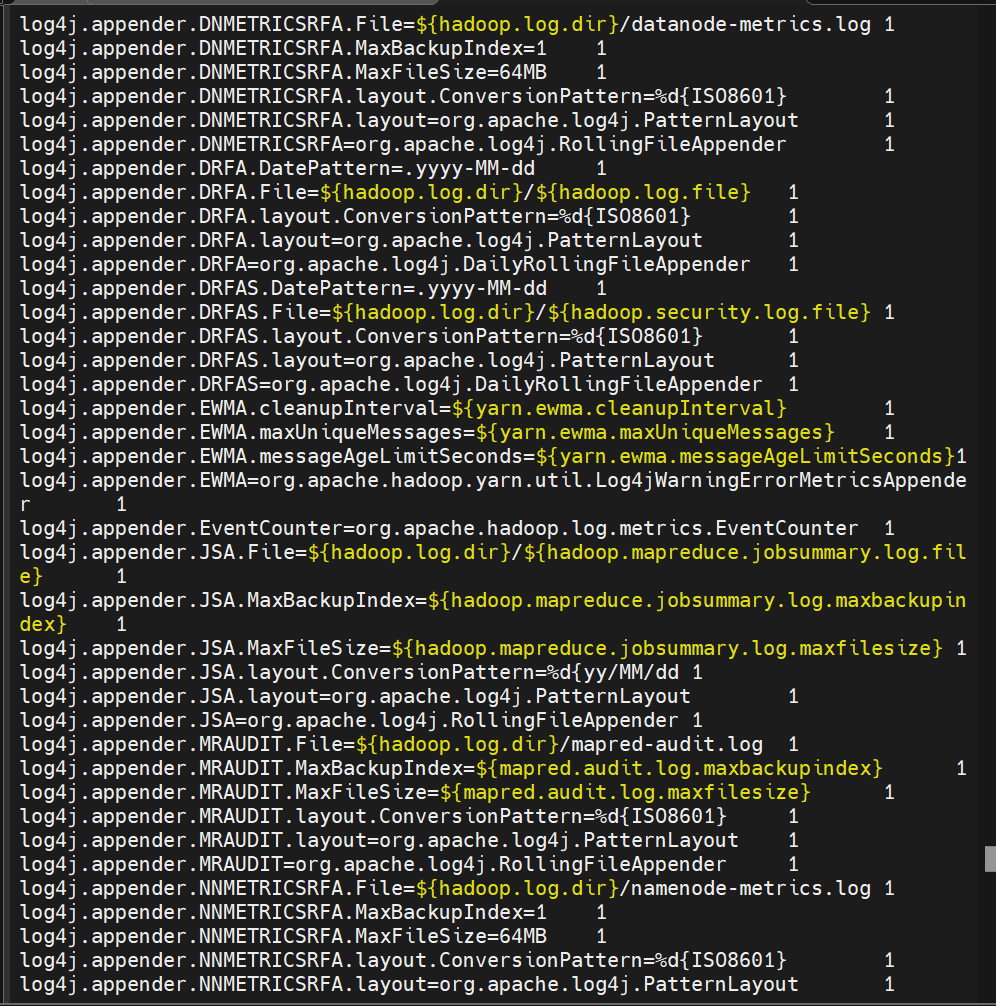 log4j.appender.DNMETRICSRFA.File=${hadoop.log.dir}/datanode-metrics.log 1
log4j.appender.DNMETRICSRFA.MaxBackupIndex=1    1
log4j.appender.DNMETRICSRFA.MaxFileSize=64MB    1
log4j.appender.DNMETRICSRFA.layout.ConversionPattern=%d{ISO8601}        1
log4j.appender.DNMETRICSRFA.layout=org.apache.log4j.PatternLayout       1
log4j.appender.DNMETRICSRFA=org.apache.log4j.RollingFileAppender        1
log4j.appender.DRFA.DatePattern=.yyyy-MM-dd     1
log4j.appender.DRFA.File=${hadoop.log.dir}/${hadoop.log.file}   1
log4j.appender.DRFA.layout.ConversionPattern=%d{ISO8601}        1
log4j.appender.DRFA.layout=org.apache.log4j.PatternLayout       1
log4j.appender.DRFA=org.apache.log4j.DailyRollingFileAppender   1
log4j.appender.DRFAS.DatePattern=.yyyy-MM-dd    1
log4j.appender.DRFAS.File=${hadoop.log.dir}/${hadoop.security.log.file} 1
log4j.appender.DRFAS.layout.ConversionPattern=%d{ISO8601}       1
log4j.appender.DRFAS.layout=org.apache.log4j.PatternLayout      1
log4j.appender.DRFAS=org.apache.log4j.DailyRollingFileAppender  1
log4j.appender.EWMA.cleanupInterval=${yarn.ewma.cleanupInterval}        1
log4j.appender.EWMA.maxUniqueMessages=${yarn.ewma.maxUniqueMessages}    1
log4j.appender.EWMA.messageAgeLimitSeconds=${yarn.ewma.messageAgeLimitSeconds}1
log4j.appender.EWMA=org.apache.hadoop.yarn.util.Log4jWarningErrorMetricsAppende
r       1
log4j.appender.EventCounter=org.apache.hadoop.log.metrics.EventCounter  1
log4j.appender.JSA.File=${hadoop.log.dir}/${hadoop.mapreduce.jobsummary.log.fil
e}      1
log4j.appender.JSA.MaxBackupIndex=${hadoop.mapreduce.jobsummary.log.maxbackupin
dex}    1
log4j.appender.JSA.MaxFileSize=${hadoop.mapreduce.jobsummary.log.maxfilesize} 1
log4j.appender.JSA.layout.ConversionPattern=%d{yy/MM/dd 1
log4j.appender.JSA.layout=org.apache.log4j.PatternLayout        1
log4j.appender.JSA=org.apache.log4j.RollingFileAppender 1
log4j.appender.MRAUDIT.File=${hadoop.log.dir}/mapred-audit.log  1
log4j.appender.MRAUDIT.MaxBackupIndex=${mapred.audit.log.maxbackupindex}      1
log4j.appender.MRAUDIT.MaxFileSize=${mapred.audit.log.maxfilesize}      1
log4j.appender.MRAUDIT.layout.ConversionPattern=%d{ISO8601}     1
log4j.appender.MRAUDIT.layout=org.apache.log4j.PatternLayout    1
log4j.appender.MRAUDIT=org.apache.log4j.RollingFileAppender     1
log4j.appender.NNMETRICSRFA.File=${hadoop.log.dir}/namenode-metrics.log 1
log4j.appender.NNMETRICSRFA.MaxBackupIndex=1    1
log4j.appender.NNMETRICSRFA.MaxFileSize=64MB    1
log4j.appender.NNMETRICSRFA.layout.ConversionPattern=%d{ISO8601}        1
log4j.appender.NNMETRICSRFA.layout=org.apache.log4j.PatternLayout       1